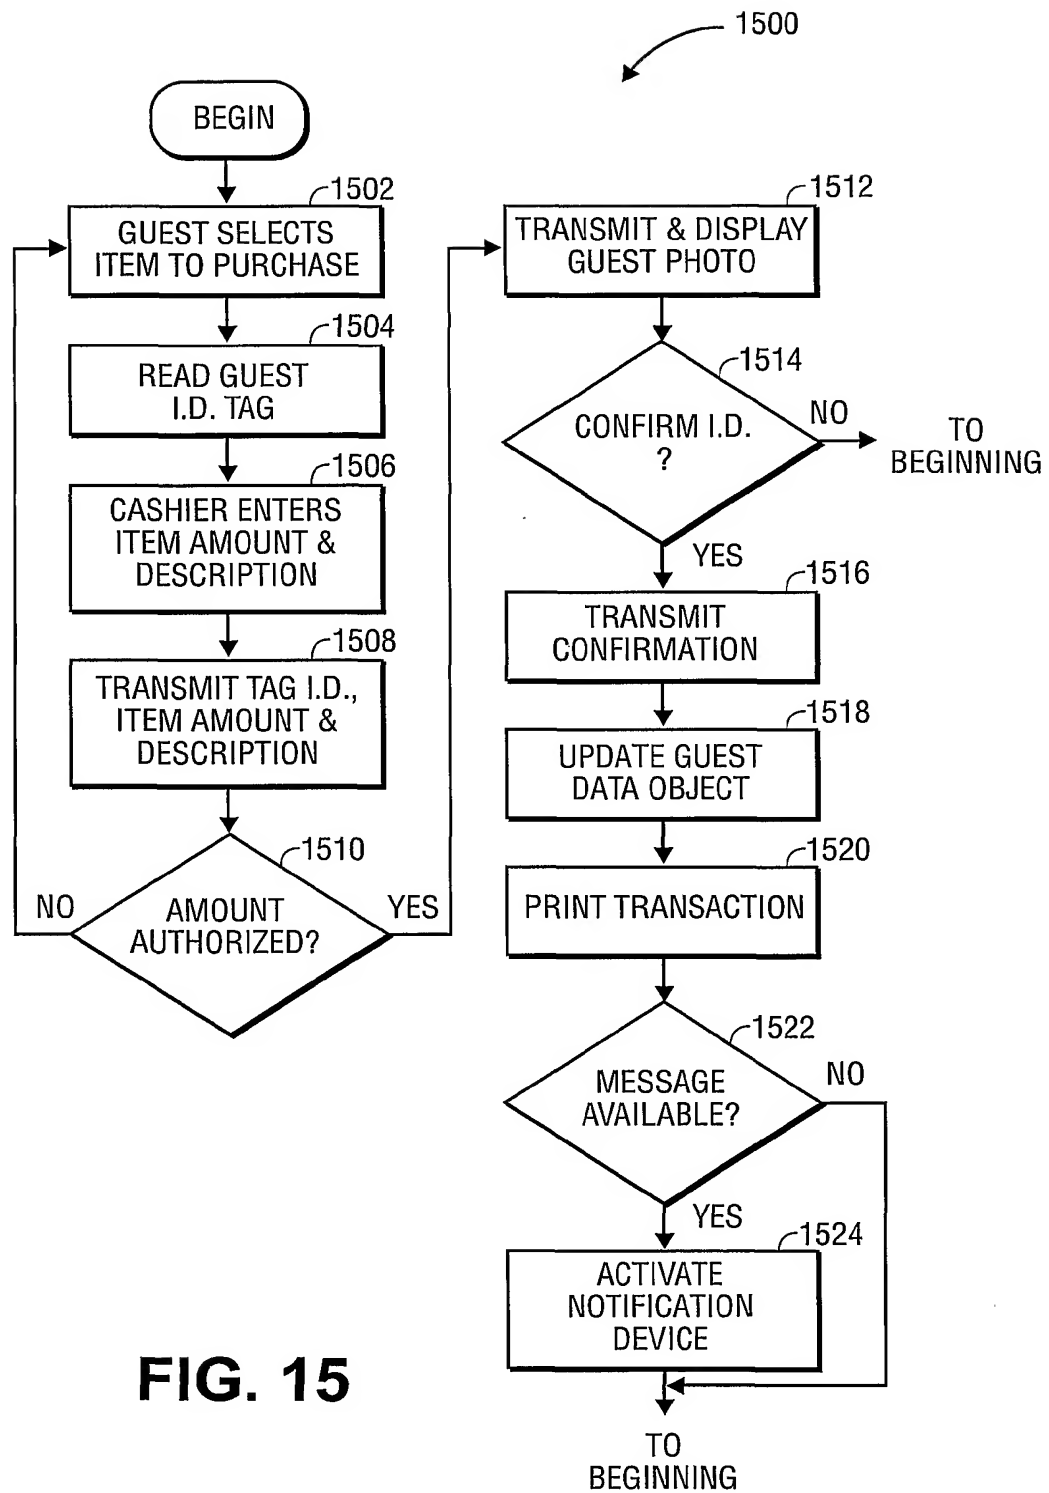 1500
BEGIN
1502
GUEST SELECTS
ITEM TO PURCHASE
1504
READ GUEST
I.D. TAG
1506
CASHIER ENTERS
ITEM AMOUNT &
DESCRIPTION
1508
TRANSMIT TAG I.D.,
ITEM AMOUNT &
DESCRIPTION
1510
NO
AMOUNT
AUTHORIZED?
YES
1512
TRANSMIT & DISPLAY
GUEST PHOTO
1514
CONFIRM I.D.
?
NO
TO
BEGINNING
YES
1516
TRANSMIT
CONFIRMATION
1518
UPDATE GUEST
DATA OBJECT
1520
PRINT TRANSACTION
1522
MESSAGE
AVAILABLE?
NO
YES
1524
ACTIVATE
NOTIFICATION
DEVICE
TO
BEGINNING
FIG. 15